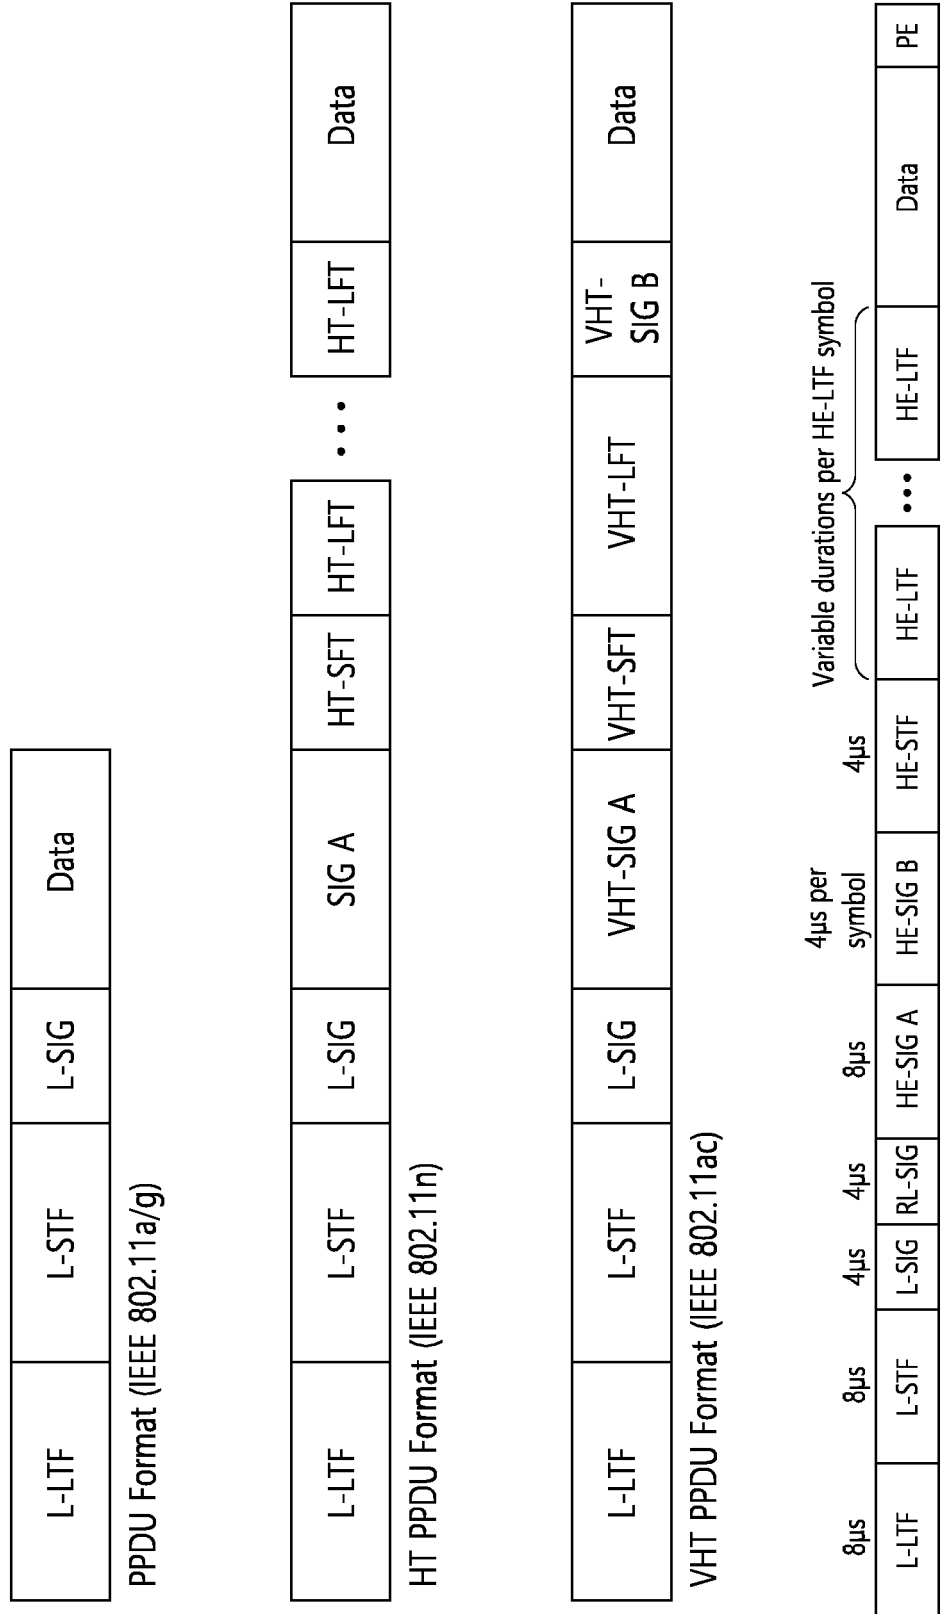 L-LTF
L-STF
L-SIG
Data
PPDU Format (IEEE 802.11a/g)
L-LTF
L-STF
L-SIG
SIG A
HT-SFT
HT-LFT
•••
HT-LFT
Data
HT PPDU Format (IEEE 802.11n)
L-LTF
L-STF
L-SIG
VHT-SIG A
VHT-SFT
VHT-LFT
VHT-
SIG B
Data
VHT PPDU Format (IEEE 802.11ac)
8µs
8µs
4µs
4µs
8µs
4µs per
symbol
4µs
Variable durations per HE-LTF symbol
L-LTF
L-STF
L-SIG
RL-SIG
HE-SIG A
HE-SIG B
HE-STF
HE-LTF
•••
HE-LTF
Data
PE